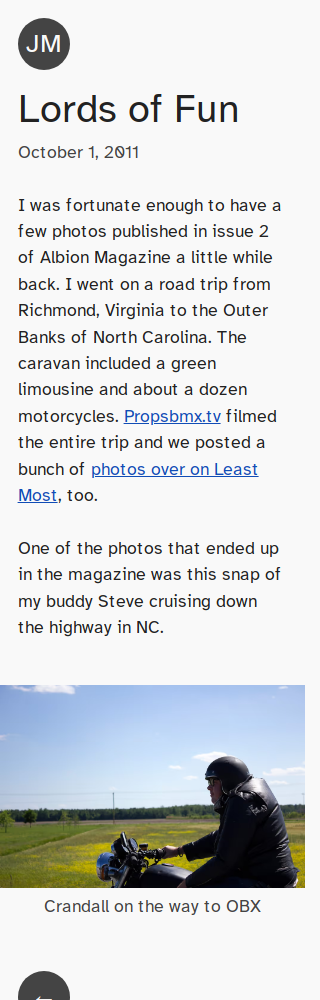 JM
Lords of Fun
October 1, 2011
I was fortunate enough to have a
few photos published in issue 2
of Albion Magazine a little while
back. I went on a road trip from
Richmond, Virginia to the Outer
Banks of North Carolina. The
caravan included a green
limousine and about a dozen
motorcycles. Propsbmx.tv filmed
the entire trip and we posted a
bunch of photos over on Least
Most, too.
One of the photos that ended up
in the magazine was this snap of
my buddy Steve cruising down
the highway in NC.
Crandall on the way to OBX